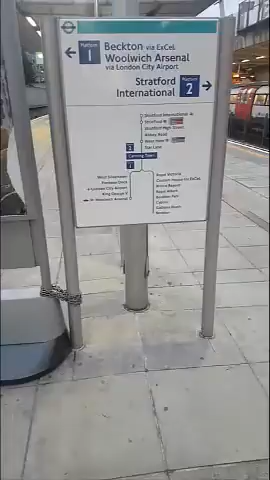 Platform
1
Beckton via ExCeL
Woolwich Arsenal
via London City Airport
Stratford
International
Platform
2
Stratford International
Stratford
Stratford High Street
Abbey Road
West Ham
Star Lane
2
Canning Town
1
West Silvertown
Pontoon Dock
London City Airport
King George V
Woolwich Arsenal
Royal Victoria
Custom House for ExCeL
Prince Regent
Royal Albert
Beckton Park
Cyprus
Gallions Reach
Beckton